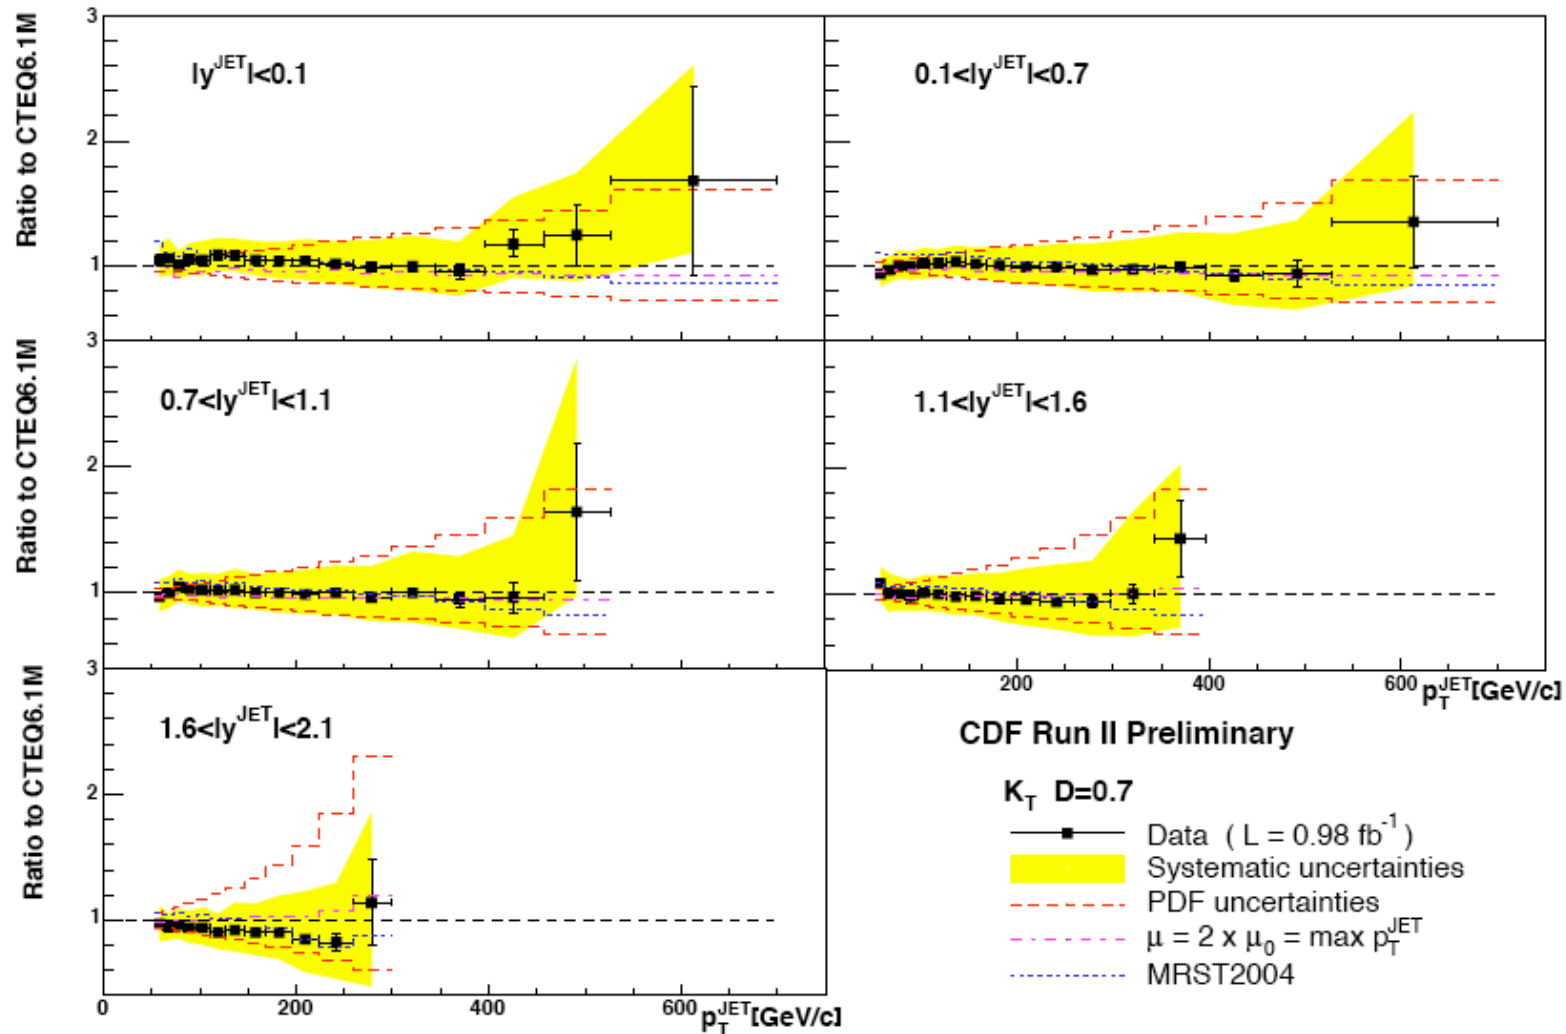 3
2
1
Ratio to CTEQ6.1M
|y^JET|<0.1
0.1<|y^JET|<0.7
3
2
1
Ratio to CTEQ6.1M
0.7<|y^JET|<1.1
1.1<|y^JET|<1.6
200 400 600
p_T^JET[GeV/c]
3
2
1
Ratio to CTEQ6.1M
1.6<|y^JET|<2.1
0 200 400 600
p_T^JET[GeV/c]
CDF Run II Preliminary
K_T D=0.7
Data ( L = 0.98 fb^-1)
Systematic uncertainties
PDF uncertainties
μ = 2 x μ_0 = max p_T^JET
MRST2004